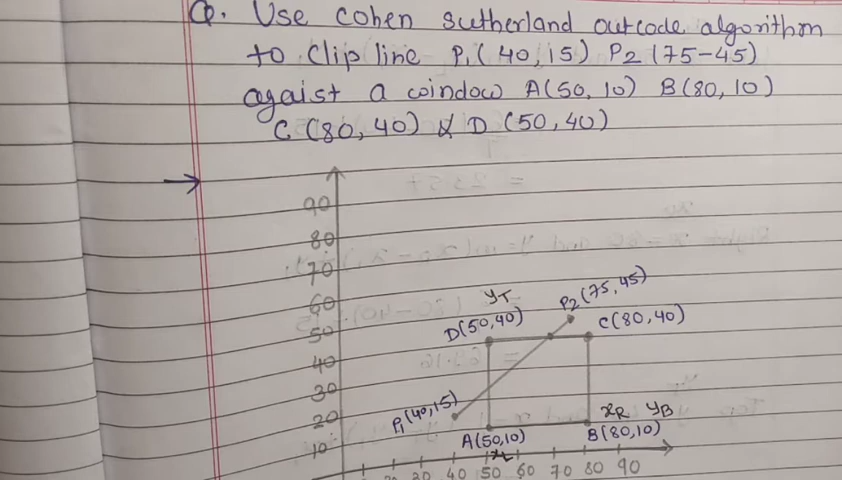 Q. Use cohen sutherland outcode algorithm
to clip line P1(40,15) P2(75-45)
agaist a window A(50,10) B(80,10)
C(80,40) & D(50,40)
90
80
70
60
50
40
30
20
10
YT
P2(75,45)
D(50,40)
C(80,40)
P1(40,15)
xR YB
A(50,10)
B(80,10)
xL
40 50 60 70 80 90